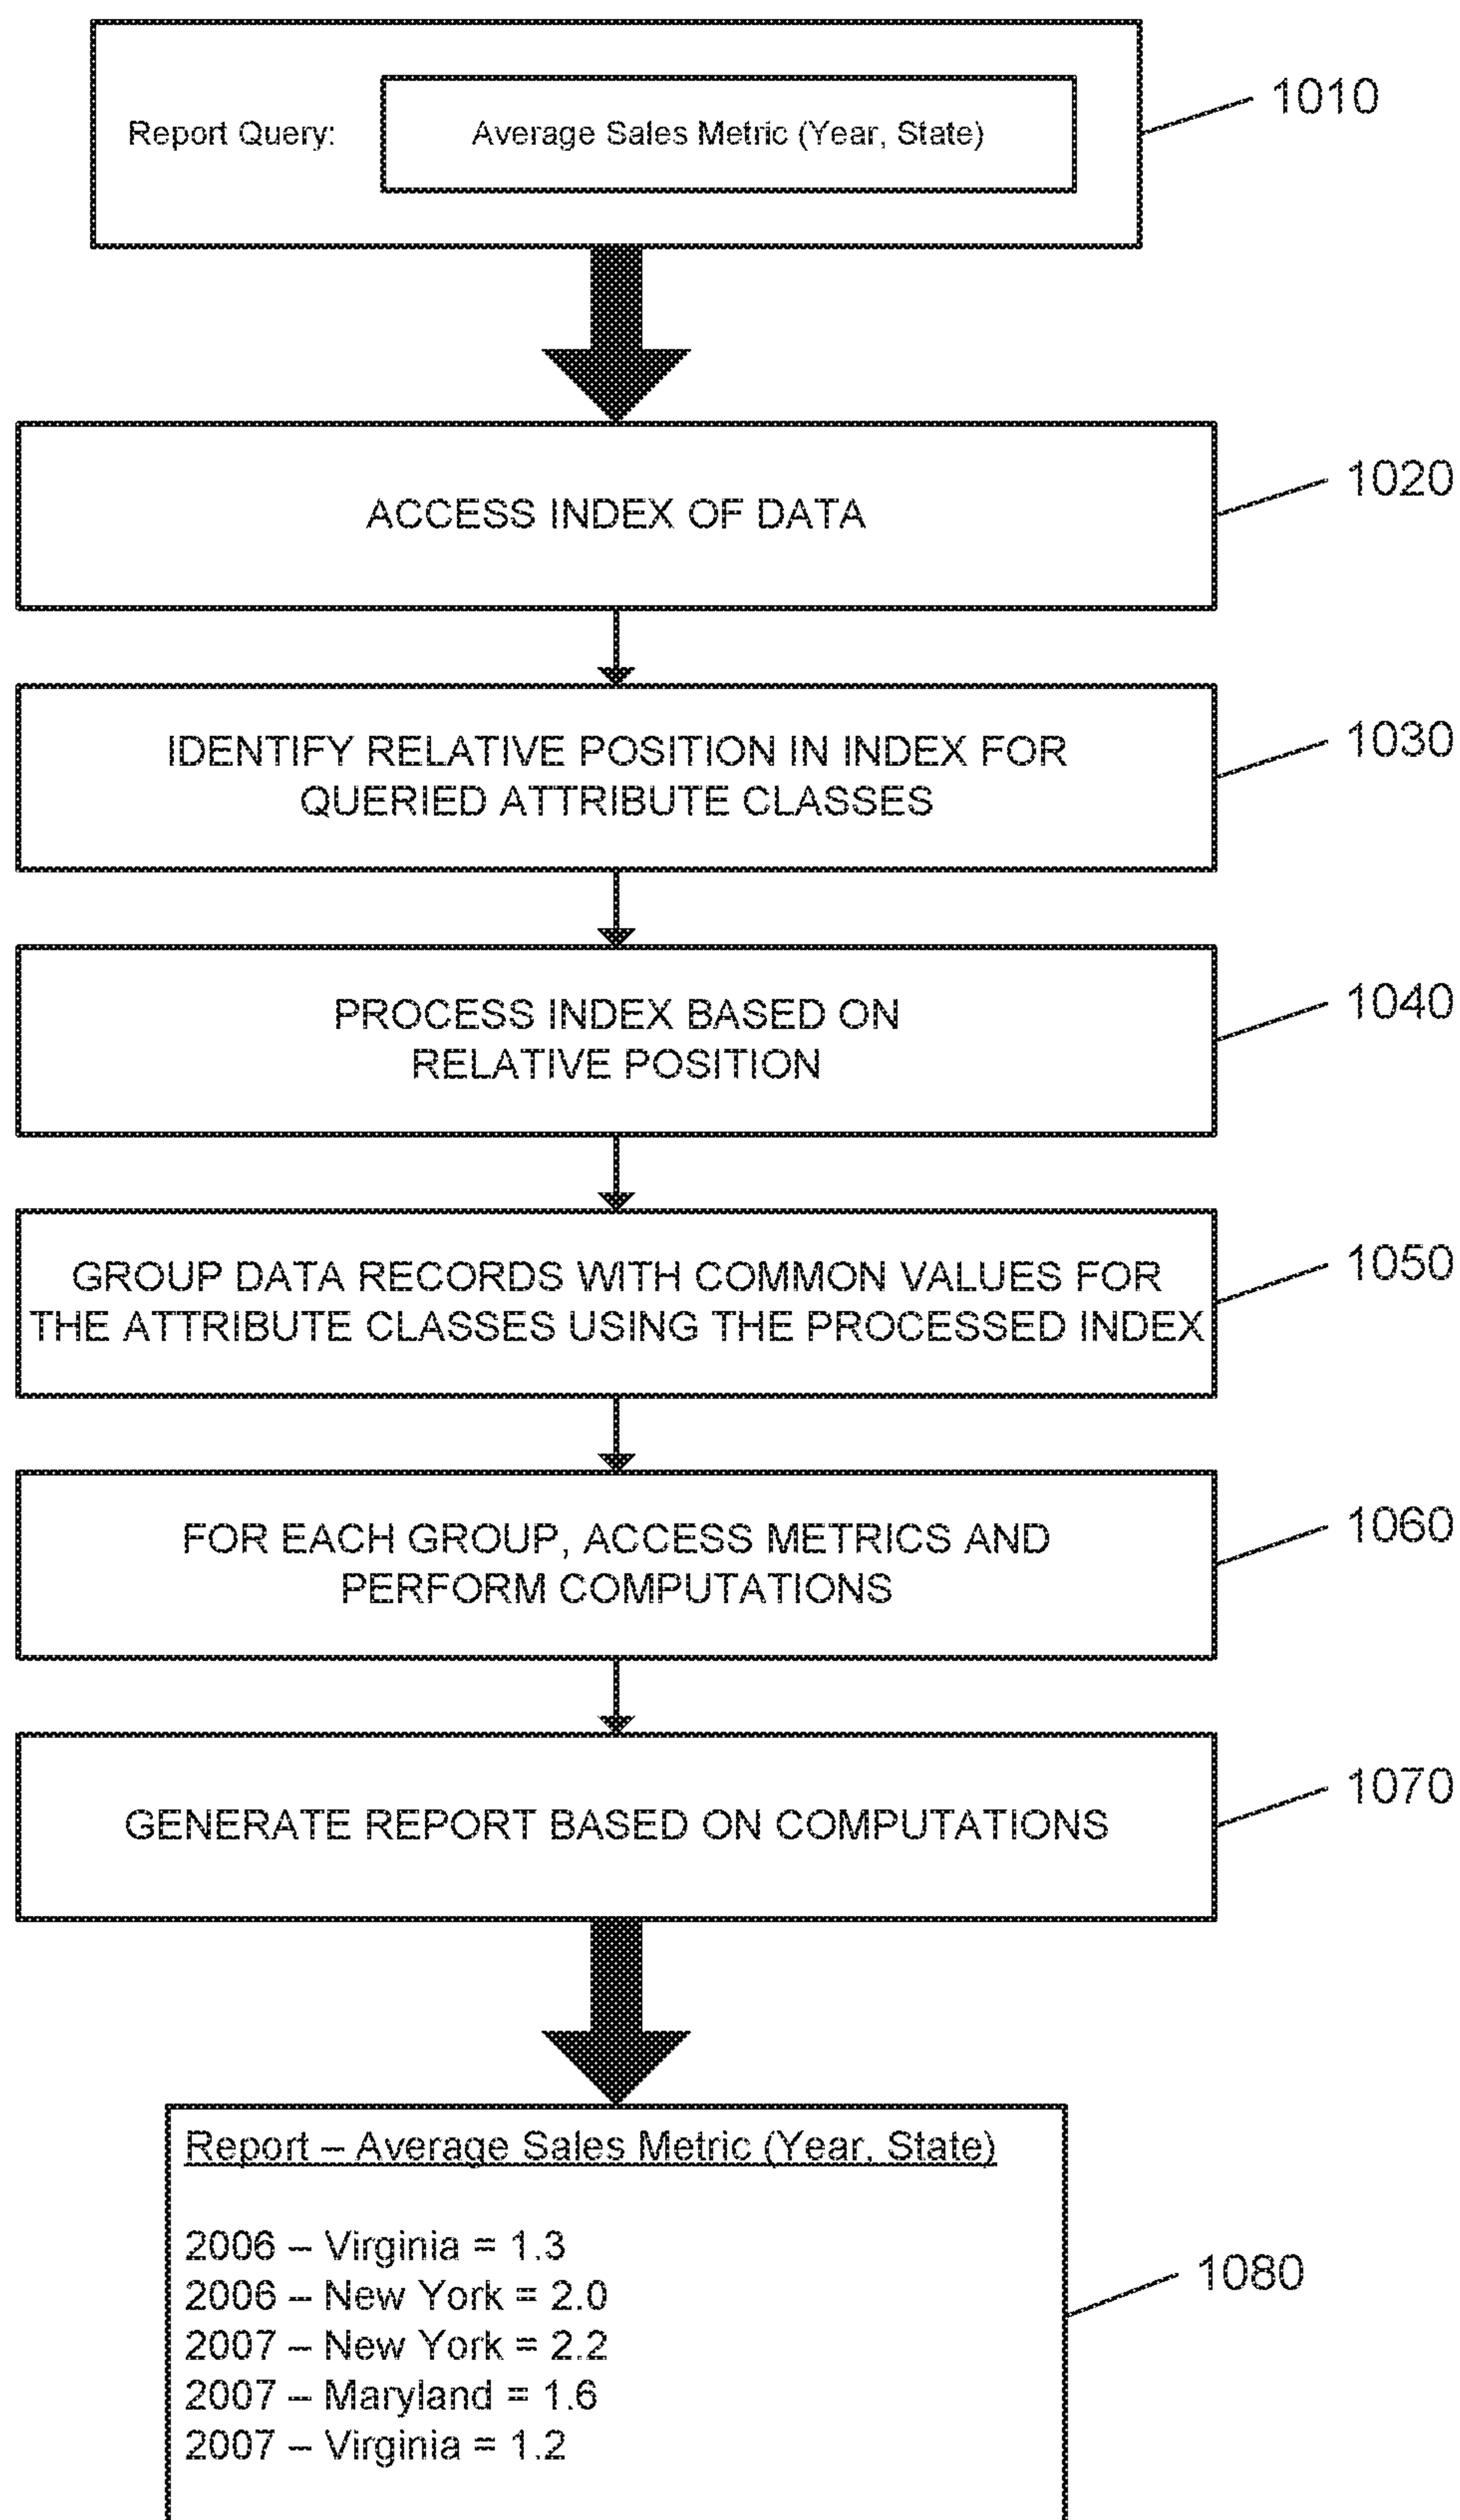 Report Query:
Average Sales Metric (Year, State)
1010
ACCESS INDEX OF DATA
1020
IDENTIFY RELATIVE POSITION IN INDEX FOR
QUERIED ATTRIBUTE CLASSES
1030
PROCESS INDEX BASED ON
RELATIVE POSITION
1040
GROUP DATA RECORDS WITH COMMON VALUES FOR
THE ATTRIBUTE CLASSES USING THE PROCESSED INDEX
1050
FOR EACH GROUP, ACCESS METRICS AND
PERFORM COMPUTATIONS
1060
GENERATE REPORT BASED ON COMPUTATIONS
1070
Report – Average Sales Metric (Year, State)
2006 – Virginia = 1.3
2006 – New York = 2.0
2007 – New York = 2.2
2007 – Maryland = 1.6
2007 – Virginia = 1.2
1080